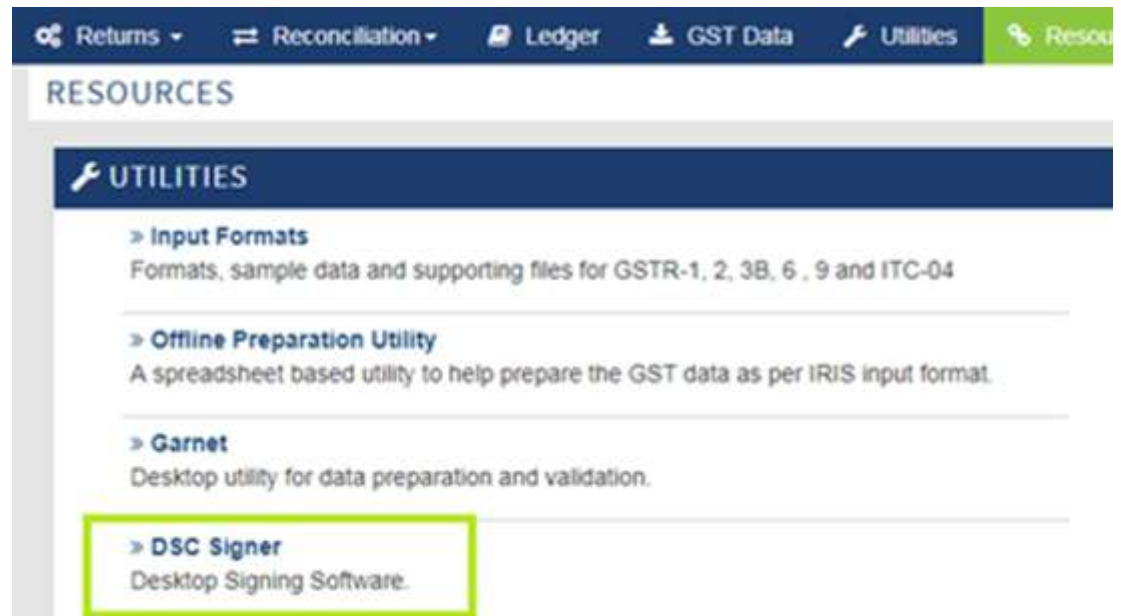 Returns Reconciliation Ledger GST Data Utilities
RESOURCES
UTILITIES
» Input Formats
Formats, sample data and supporting files for GSTR-1, 2, 3B, 6 , 9 and ITC-04
» Offline Preparation Utility
A spreadsheet based utility to help prepare the GST data as per IRIS input format.
» Garnet
Desktop utility for data preparation and validation.
» DSC Signer
Desktop Signing Software.